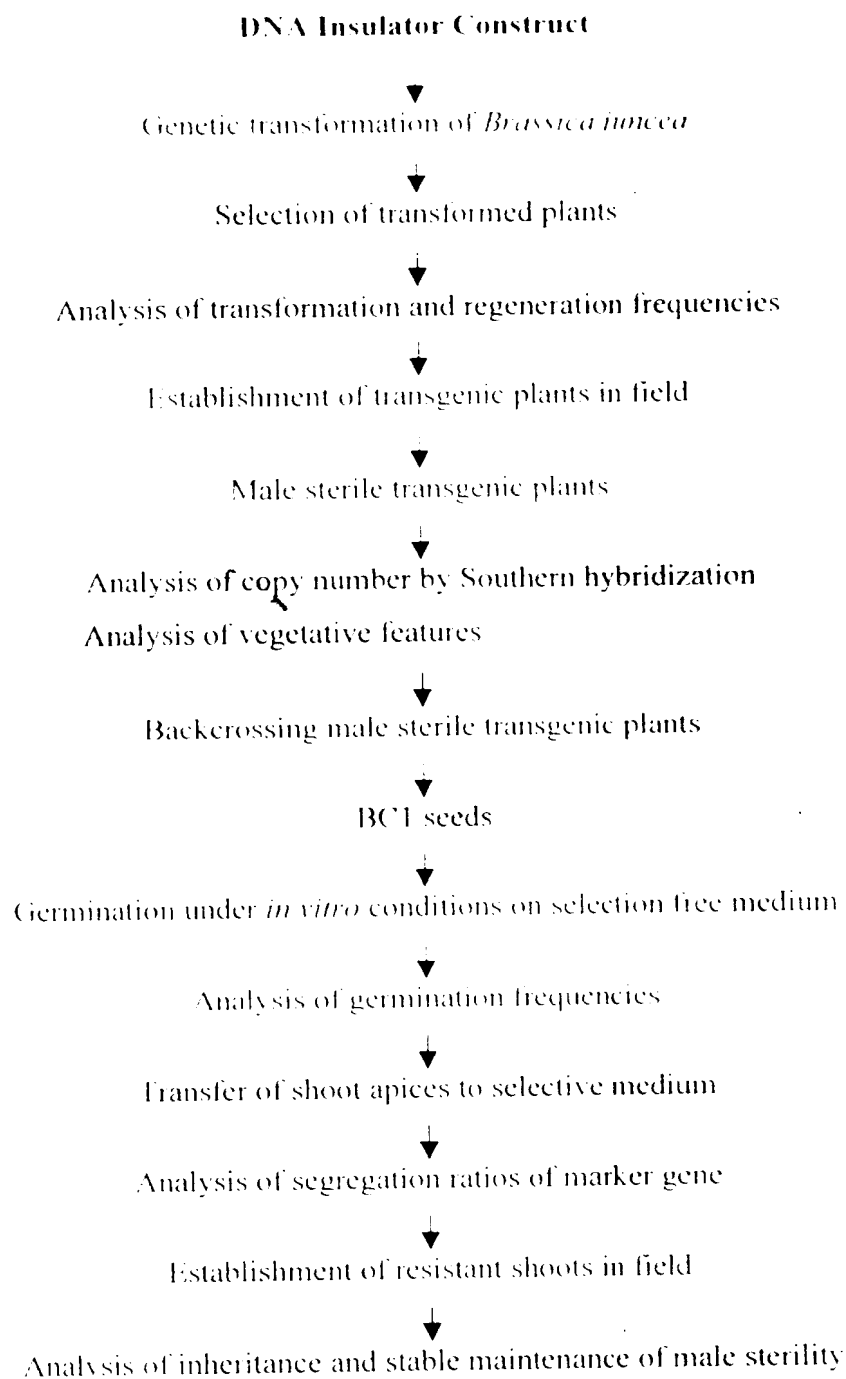 DNA Insulator Construct
Genetic transformation of Brassica juncea
Selection of transformed plants
Analysis of transformation and regeneration frequencies
Establishment of transgenic plants in field
Male sterile transgenic plants
Analysis of copy number by Southern hybridization
Analysis of vegetative features
Backcrossing male sterile transgenic plants
BC1 seeds
Germination under in vitro conditions on selection free medium
Analysis of germination frequencies
Transfer of shoot apices to selective medium
Analysis of segregation ratios of marker gene
Establishment of resistant shoots in field
Analysis of inheritance and stable maintenance of male sterility